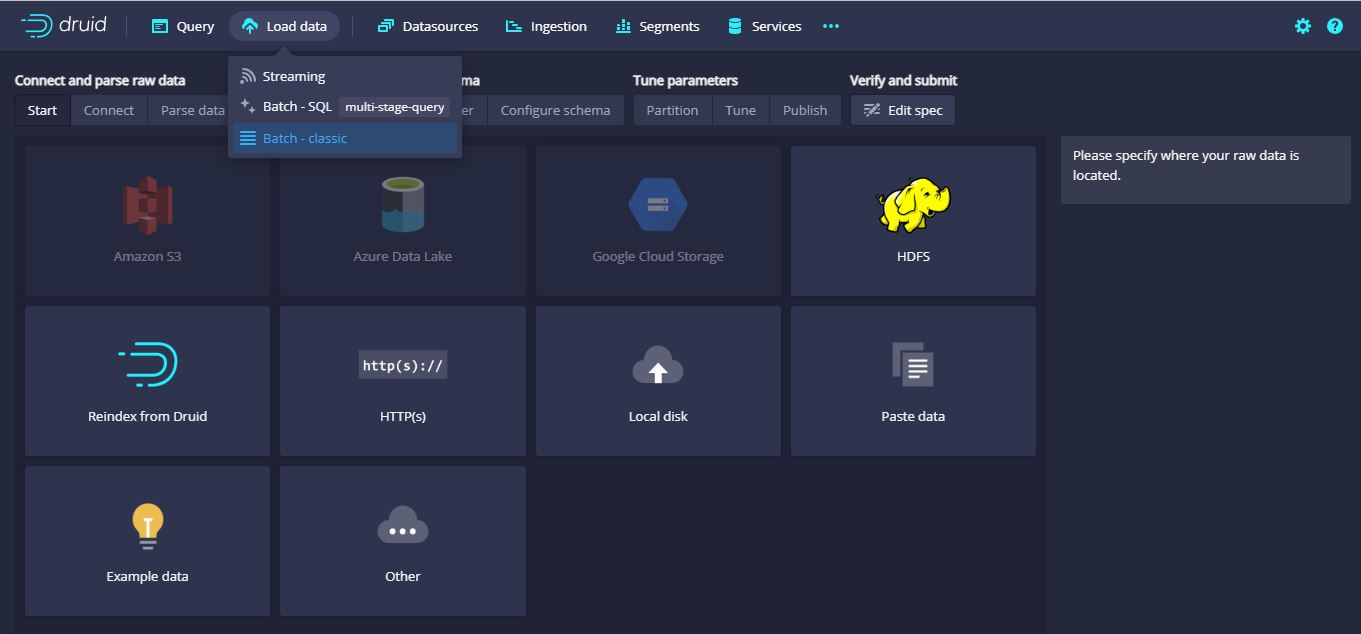 druid Query Load data Datasources Ingestion Segments Services
Connect and parse raw data Tune parameters Verify and submit
Start Connect Parse data Configure schema Partition Tune Publish Edit spec
Streaming
Batch - SQL multi-stage-query
Batch - classic
Please specify where your raw data is
located.
Amazon S3 Azure Data Lake Google Cloud Storage HDFS
http(s)://
Reindex from Druid HTTP(s) Local disk Paste data
Example data Other